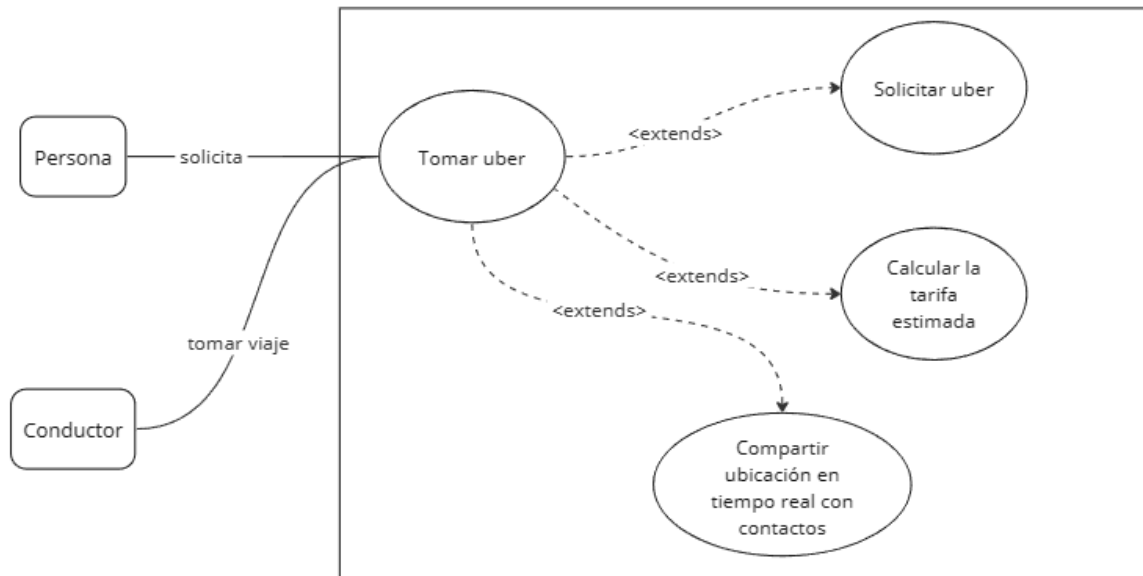 Solicitar uber
<extends>
Persona
solicita
Tomar uber
Calcular la
tarifa
estimada
<extends>
<extends>
tomar viaje
Conductor
Compartir
ubicación en
tiempo real con
contactos